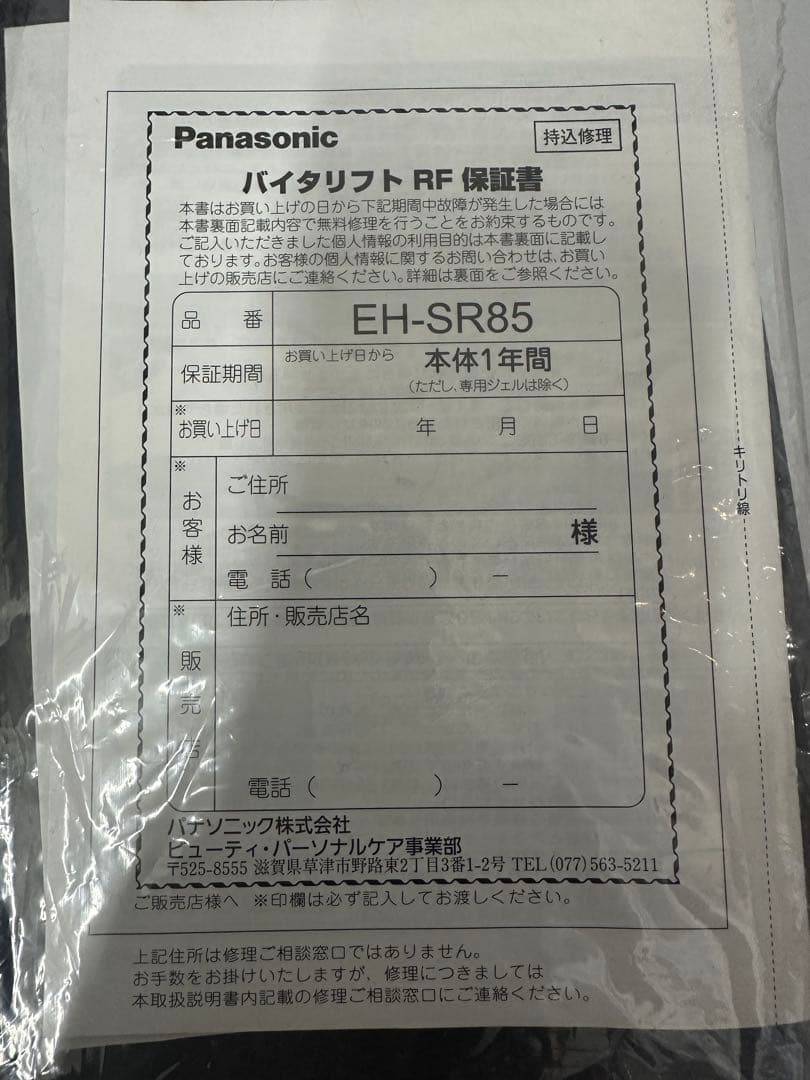 Panasonic
持込修理
バイタリフト RF 保証書
本書はお買い上げの日から下記期間中故障が発生した場合には
本書裏面記載内容で無料修理を行うことをお約束するものです。
ご記入いただきました個人情報の利用目的は本書裏面に記載し
ております。お客様の個人情報に関するお問い合わせは、お買い
上げの販売店にご連絡ください。詳細は裏面をご参照ください。
品 番 EH-SR85
保証期間 お買い上げ日から 本体1年間
(ただし、専用ジェルは除く)
※
お買い上げ日 年 月 日
※
お客様
ご住所
お名前 様
電 話 ( ) ー
※
販売店
住所・販売店名
電話 ( ) ー
パナソニック株式会社
ビューティ・パーソナルケア事業部
〒525-8555 滋賀県草津市野路東2丁目3番1-2号 TEL (077) 563-5211
ご販売店様へ ※印欄は必ず記入してお渡しください。
キリトリ線
上記住所は修理ご相談窓口ではありません。
お手数をお掛けいたしますが、修理につきましては
本取扱説明書内記載の修理ご相談窓口にご連絡ください。